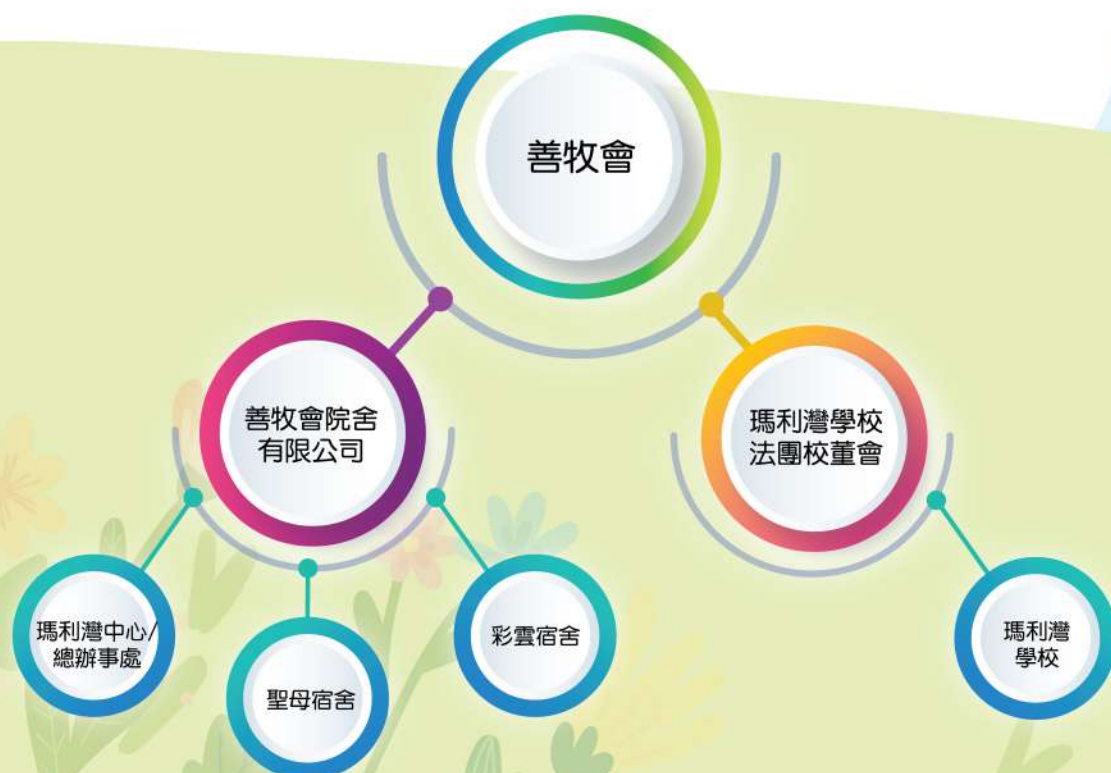 善牧會
善牧會院舍
有限公司
瑪利灣學校
法團校董會
瑪利灣中心/
總辦事處
聖母宿舍
彩雲宿舍
瑪利灣
學校